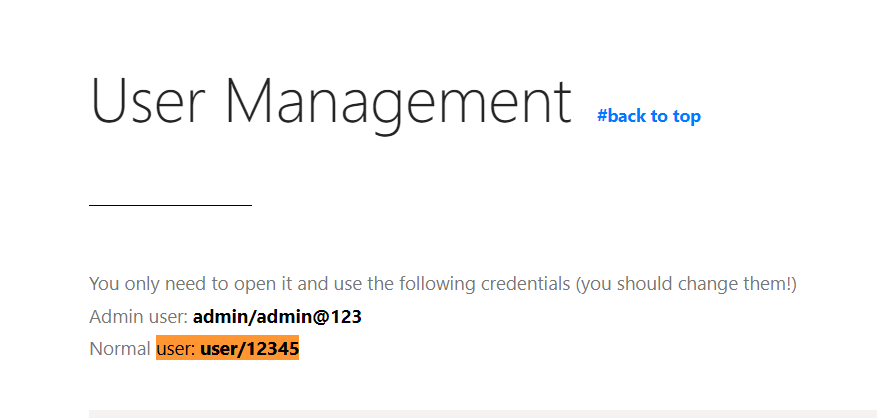 User Management #back to top
You only need to open it and use the following credentials (you should change them!)
Admin user: admin/admin@123
Normal user: user/12345